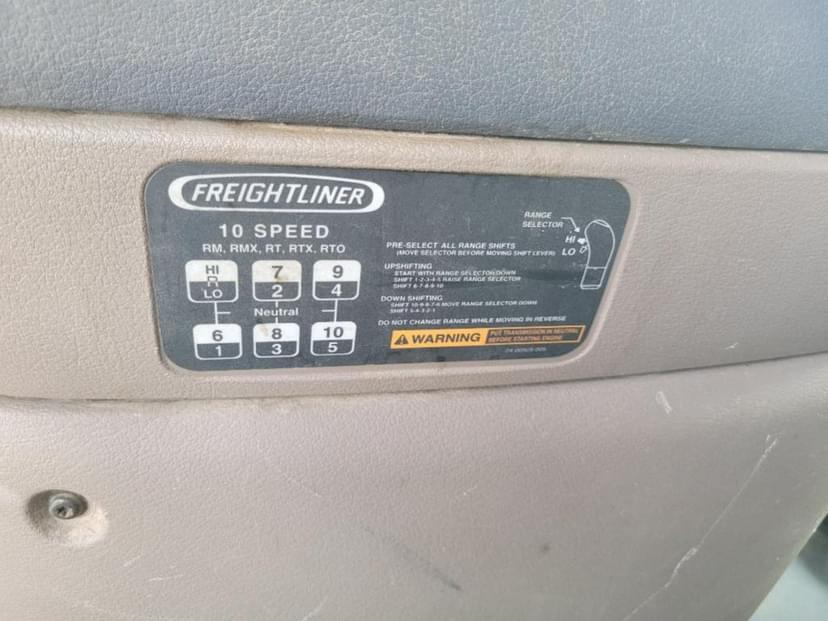 FREIGHTLINER
10 SPEED
RM, RMX, RT, RTX, RTO
HI 7 9
R
LO 2 4
Neutral
6 8 10
1 3 5
RANGE
SELECTOR
HI
LO
PRE-SELECT ALL RANGE SHIFTS
(MOVE SELECTOR BEFORE MOVING SHIFT LEVER)
UPSHIFTING
START WITH RANGE SELECTOR DOWN
SHIFT 1-2-3-4-5 RAISE RANGE SELECTOR
SHIFT 6-7-8-9-10
DOWN SHIFTING
SHIFT 10-9-8-7-6 MOVE RANGE SELECTOR DOWN
SHIFT 5-4-3-2-1
DO NOT CHANGE RANGE WHILE MOVING IN REVERSE
WARNING
PUT TRANSMISSION IN NEUTRAL
BEFORE STARTING ENGINE